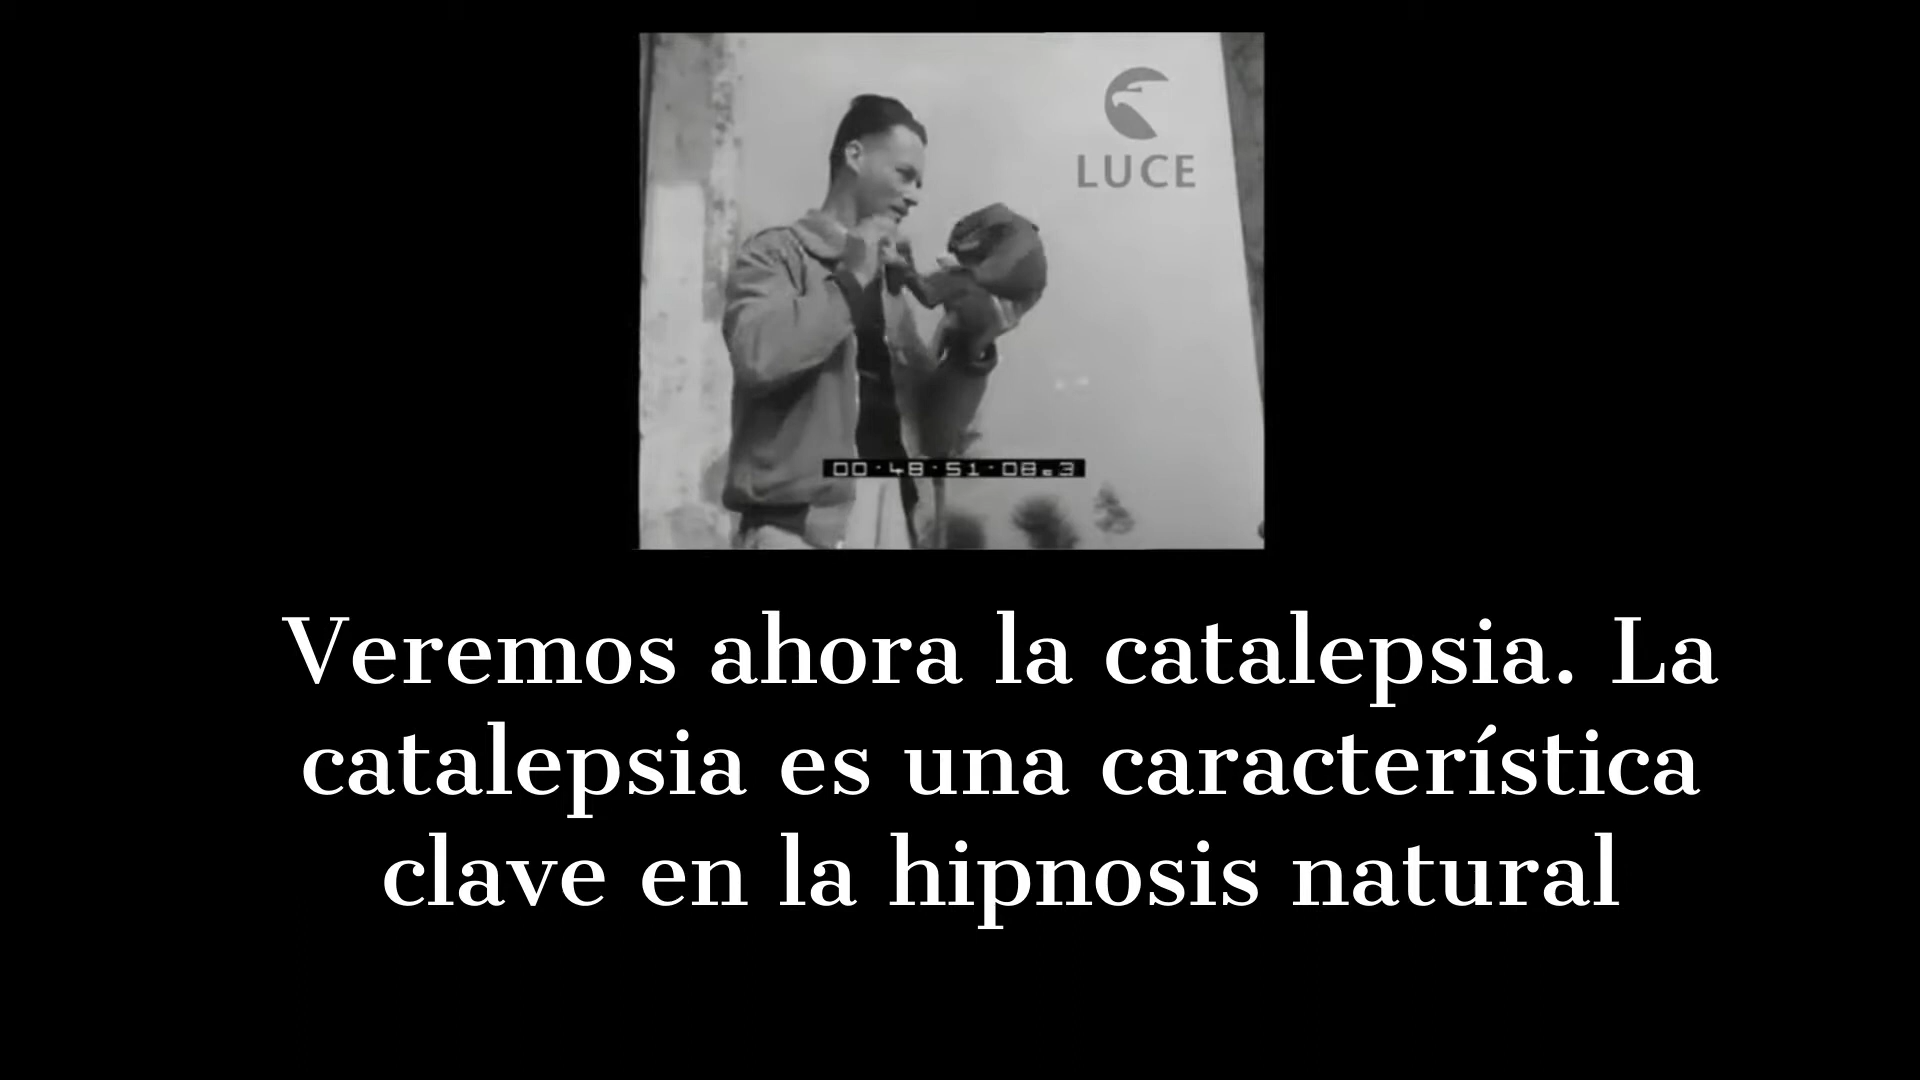 LUCE
00·48·51·08.3
Veremos ahora la catalepsia. La
catalepsia es una característica
clave en la hipnosis natural